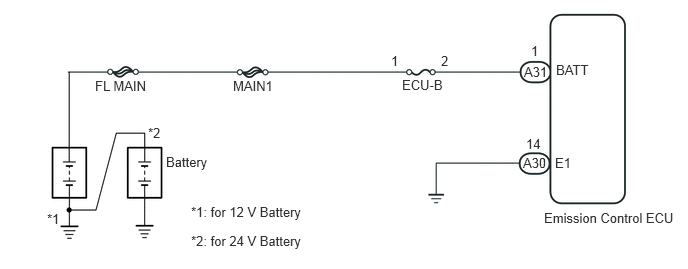 1 2 1
FL MAIN MAIN1 ECU-B A31 BATT
*2 14
Battery A30 E1
*1 *1: for 12 V Battery
Emission Control ECU
*2: for 24 V Battery